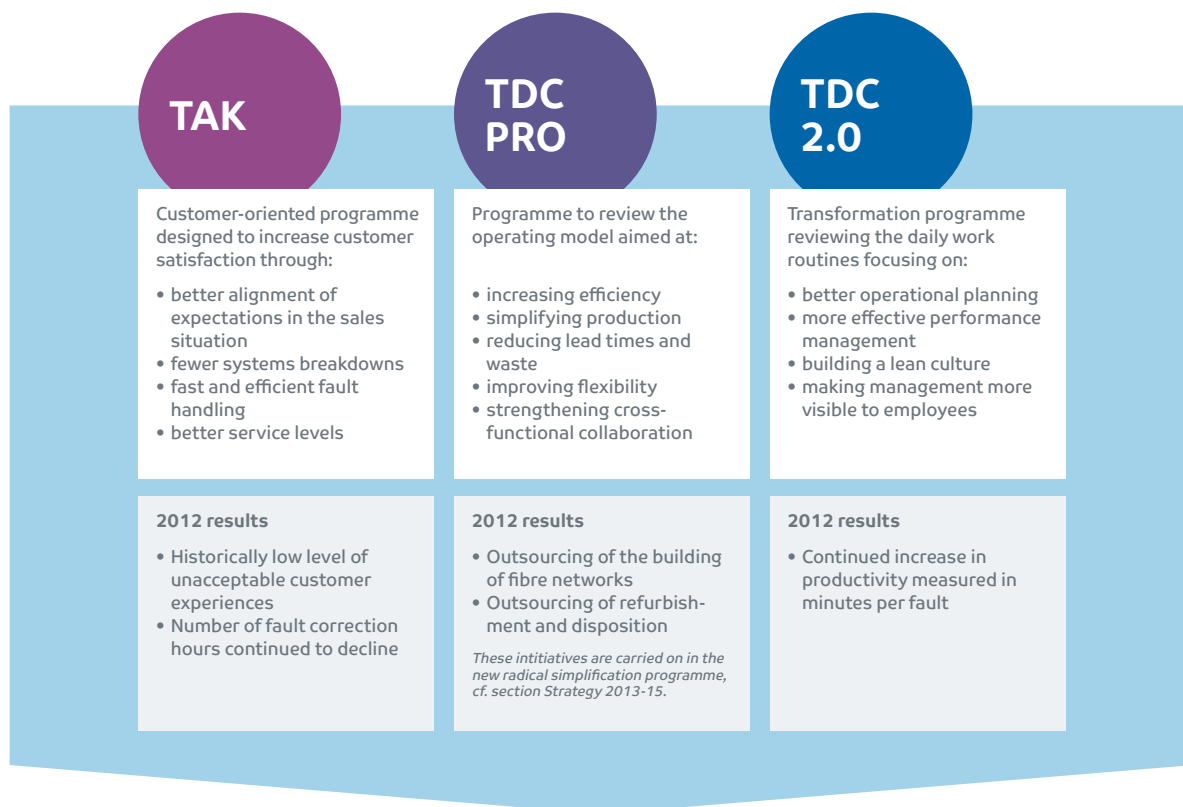 TAK
Customer-oriented programme
designed to increase customer
satisfaction through:
• better alignment of
expectations in the sales
situation
• fewer systems breakdowns
• fast and efficient fault
handling
• better service levels
2012 results
• Historically low level of
unacceptable customer
experiences
• Number of fault correction
hours continued to decline
TDC
PRO
Programme to review the
operating model aimed at:
• increasing efficiency
• simplifying production
• reducing lead times and
waste
• improving flexibility
• strengthening cross-
functional collaboration
2012 results
• Outsourcing of the building
of fibre networks
• Outsourcing of refurbish-
ment and disposition
These intitiatives are carried on in the
new radical simplification programme,
cf. section Strategy 2013-15.
TDC
2.0
Transformation programme
reviewing the daily work
routines focusing on:
• better operational planning
• more effective performance
management
• building a lean culture
• making management more
visible to employees
2012 results
• Continued increase in
productivity measured in
minutes per fault